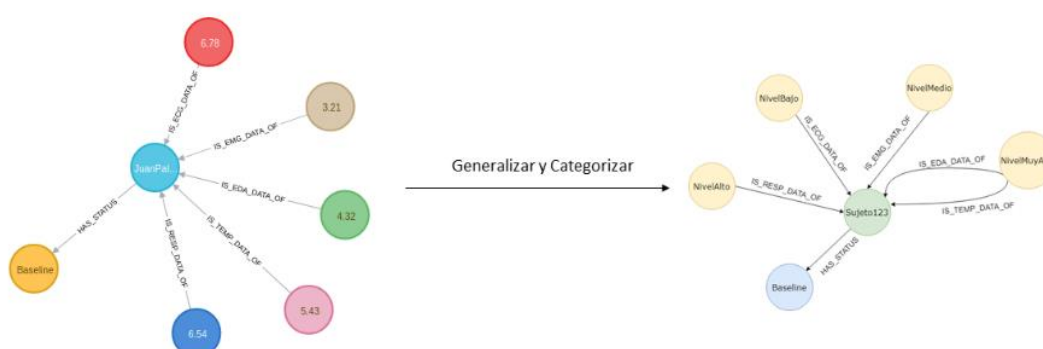 6.78
IS_ECG_DATA_OF
3.21
IS_EMG_DATA_OF
JuanPal...
IS_EDA_DATA_OF
4.32
HAS_STATUS
IS_RESP_DATA_OF
IS_TEMP_DATA_OF
Baseline
5.43
6.54
Generalizar y Categorizar
NivelBajo
NivelMedio
IS_ECG_DATA_OF
IS_EMG_DATA_OF
NivelMuyA
IS_EDA_DATA_OF
NivelAlto
IS_RESP_DATA_OF
IS_TEMP_DATA_OF
Sujeto123
HAS_STATUS
Baseline